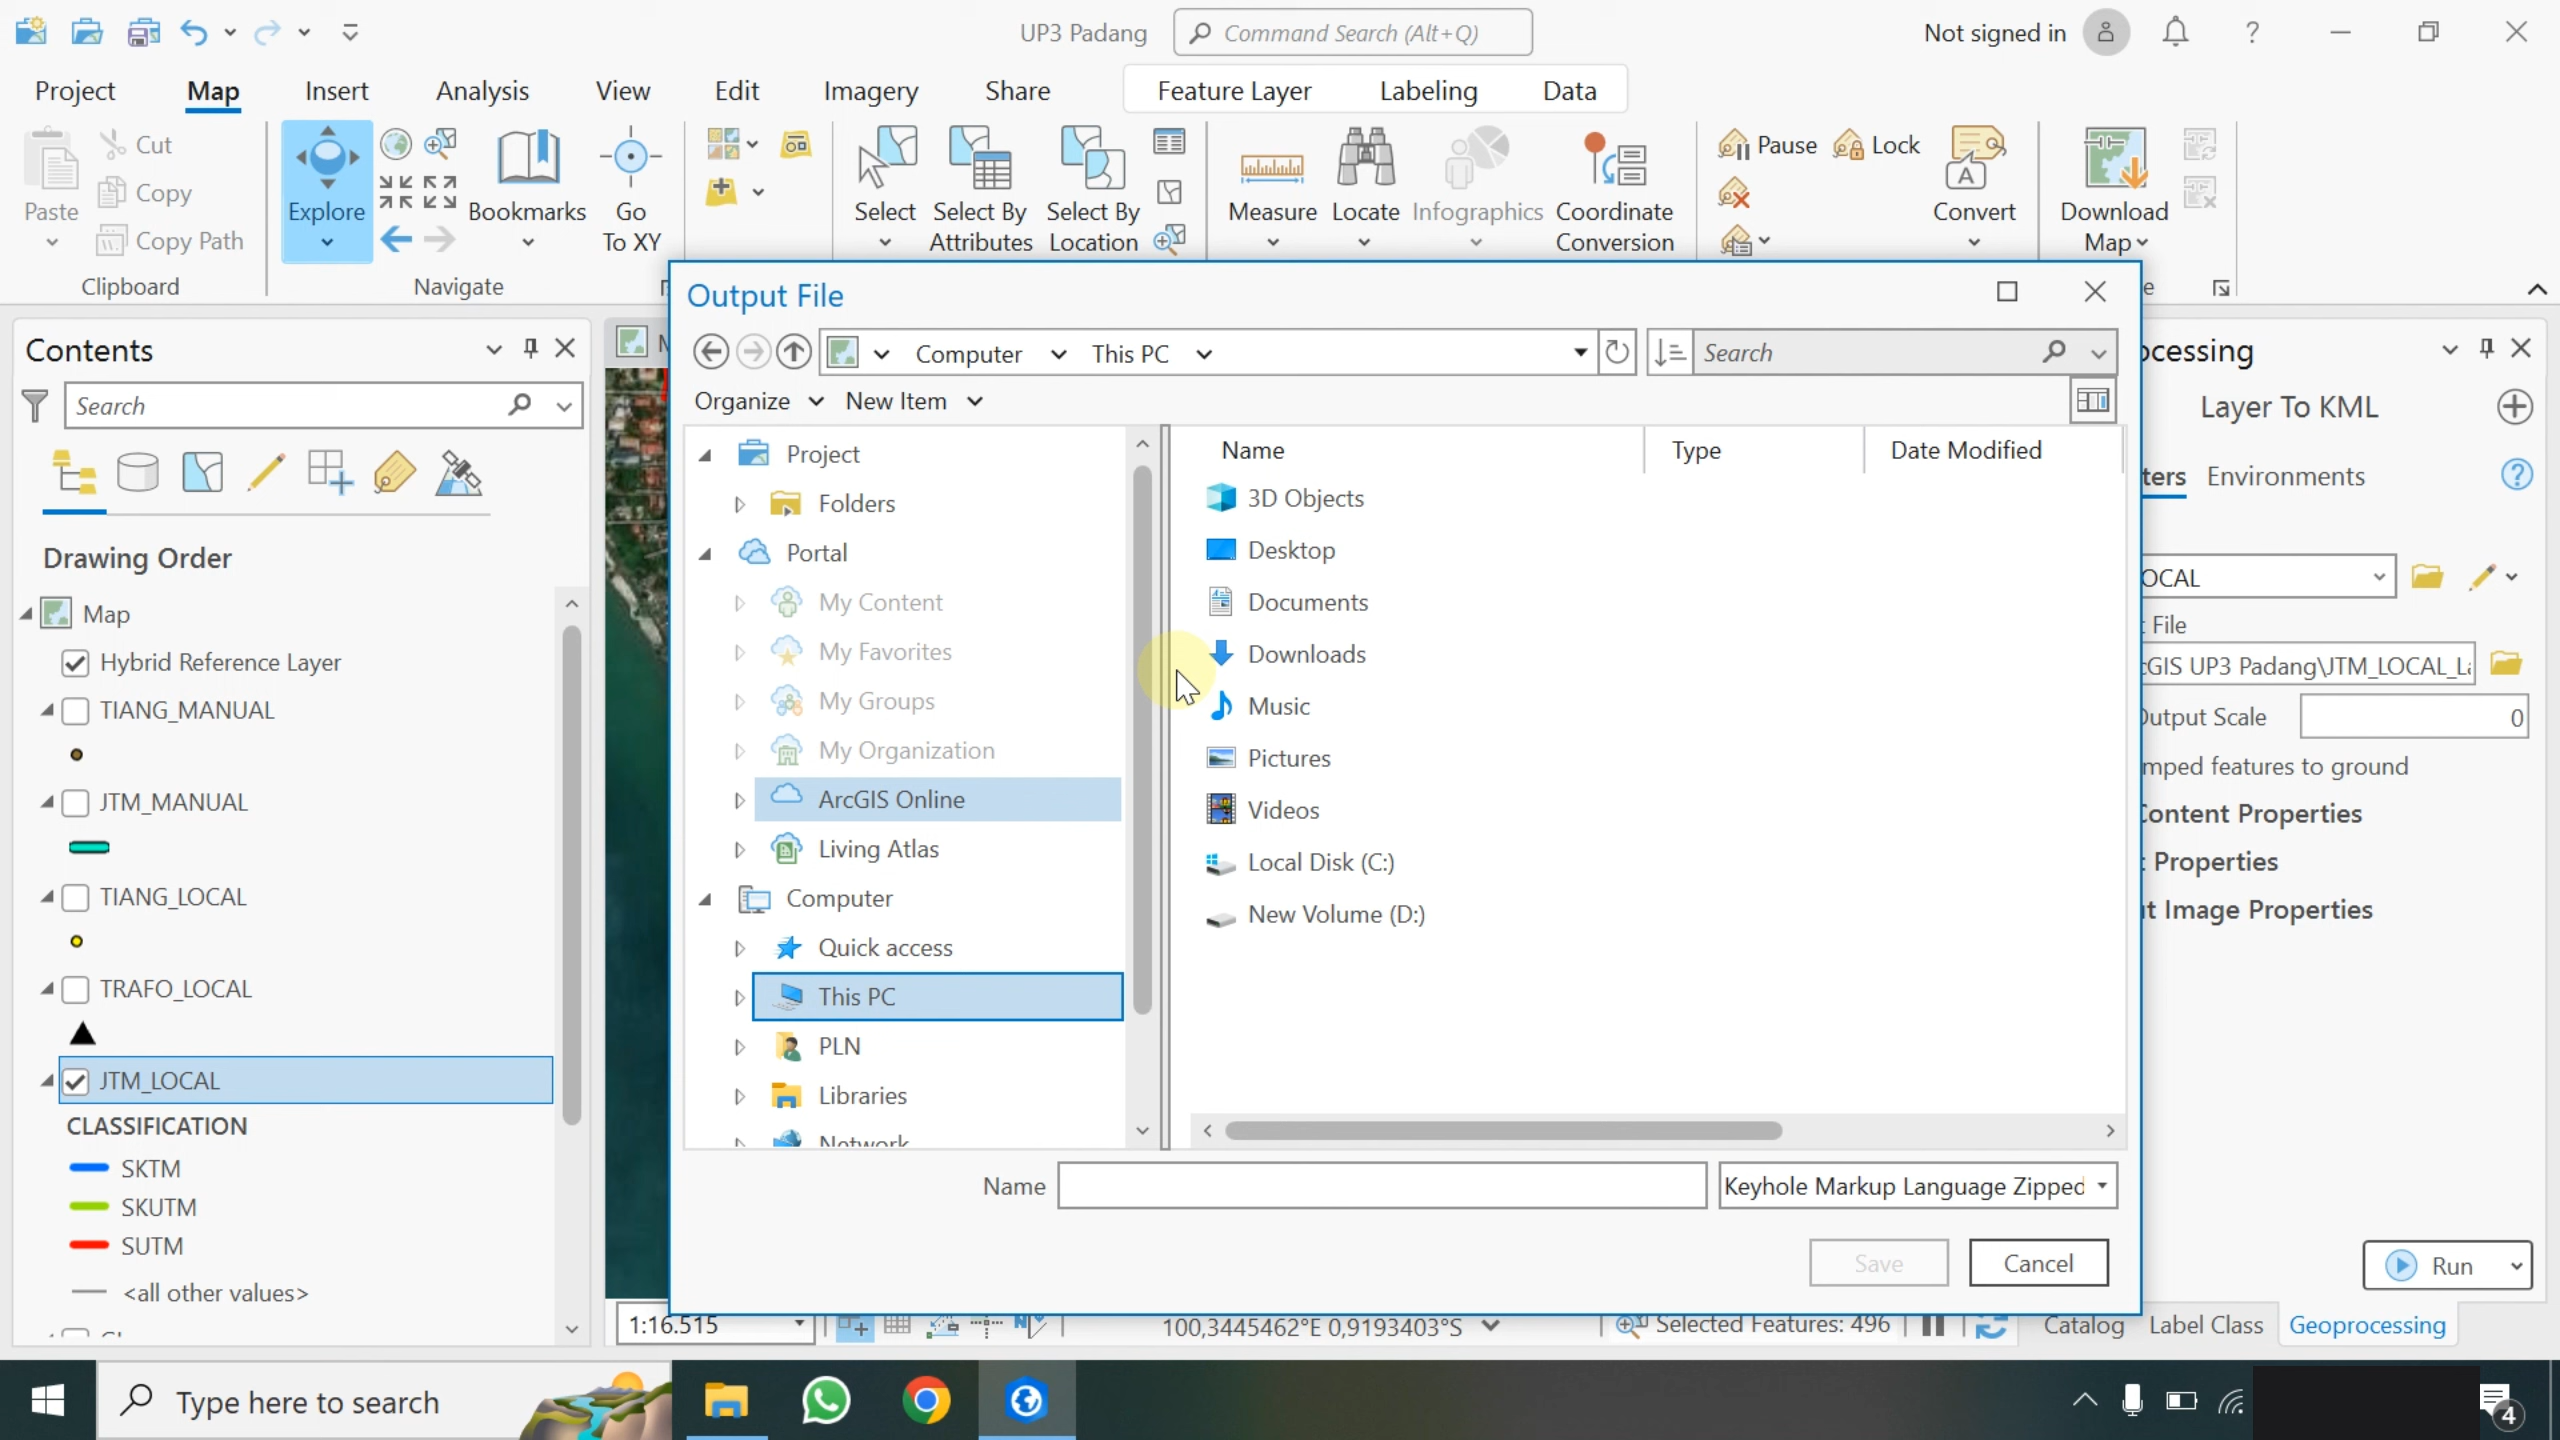 UP3 Padang
Command Search (Alt+Q)
Not signed in
Project
Map
Insert
Analysis
View
Edit
Imagery
Share
Feature Layer
Labeling
Data
Paste
Cut
Copy
Copy Path
Clipboard
Explore
Bookmarks
Go
To XY
Navigate
Select
Select By
Attributes
Select By
Location
Measure
Locate
Infographics
Coordinate
Conversion
Pause
Lock
Convert
Download
Map
Contents
Search
Drawing Order
Map
Hybrid Reference Layer
TIANG_MANUAL
JTM_MANUAL
TIANG_LOCAL
TRAFO_LOCAL
JTM_LOCAL
CLASSIFICATION
SKTM
SKUTM
SUTM
<all other values>
Output File
Computer
This PC
Search
Organize
New Item
Project
Folders
Portal
My Content
My Favorites
My Groups
My Organization
ArcGIS Online
Living Atlas
Computer
Quick access
This PC
PLN
Libraries
Network
Name
Type
Date Modified
3D Objects
Desktop
Documents
Downloads
Music
Pictures
Videos
Local Disk (C:)
New Volume (D:)
Name
Keyhole Markup Language Zipped
Save
Cancel
ocessing
Layer To KML
ters
Environments
OCAL
File
cGIS UP3 Padang\JTM_LOCAL_La
Output Scale
0
mped features to ground
Content Properties
Properties
t Image Properties
Run
1:16.515
100,3445462°E 0,9193403°S
Selected Features: 496
Catalog
Label Class
Geoprocessing
Type here to search
4